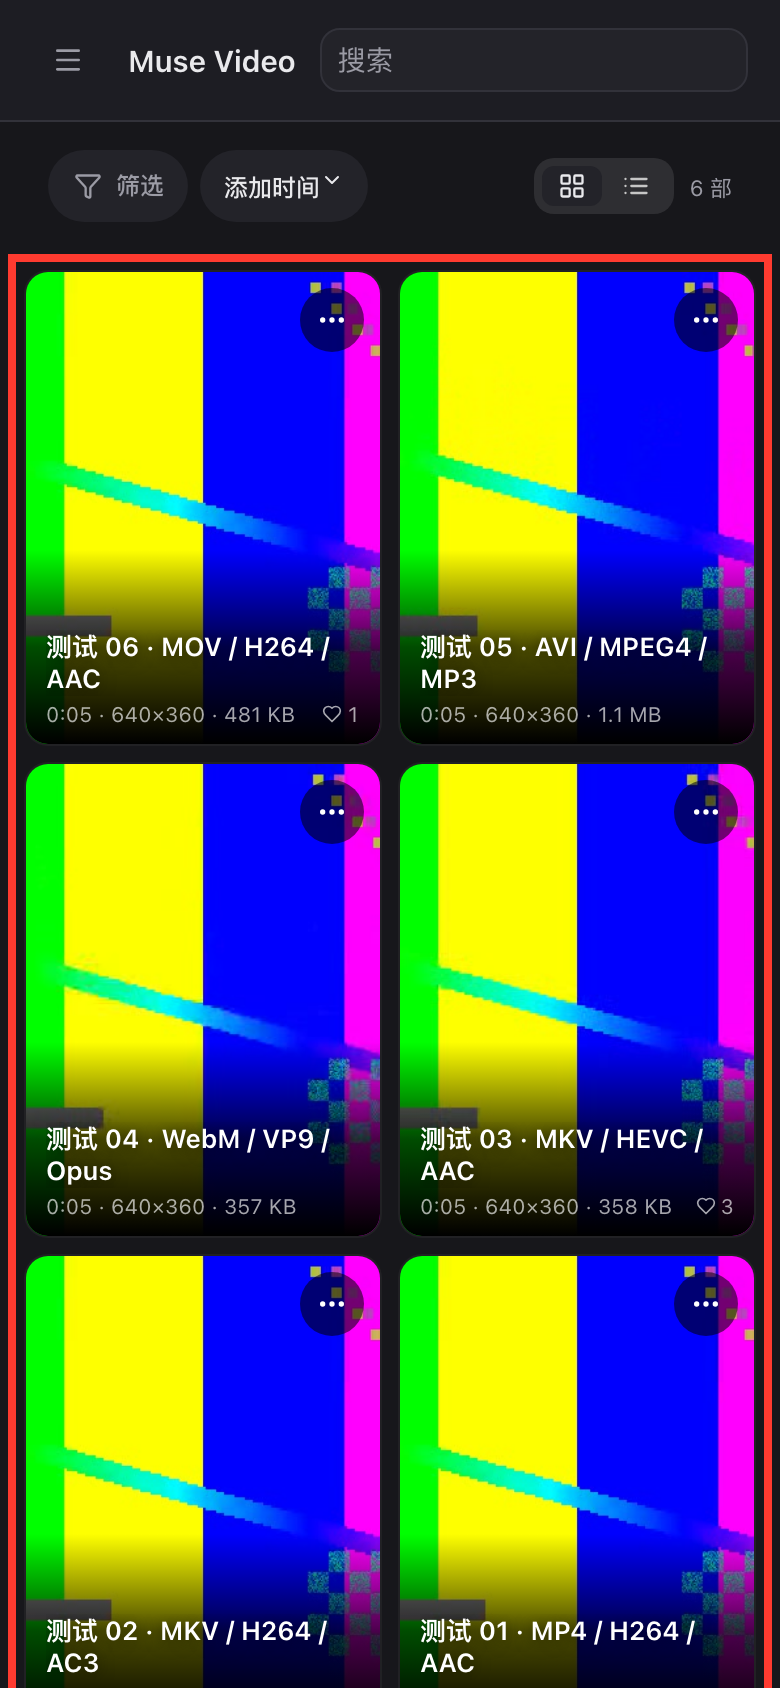 Muse Video
搜索
筛选
添加时间
6 部
测试 06 · MOV / H264 /
AAC
0:05 · 640×360 · 481 KB
1
测试 05 · AVI / MPEG4 /
MP3
0:05 · 640×360 · 1.1 MB
测试 04 · WebM / VP9 /
Opus
0:05 · 640×360 · 357 KB
测试 03 · MKV / HEVC /
AAC
0:05 · 640×360 · 358 KB
3
测试 02 · MKV / H264 /
AC3
测试 01 · MP4 / H264 /
AAC